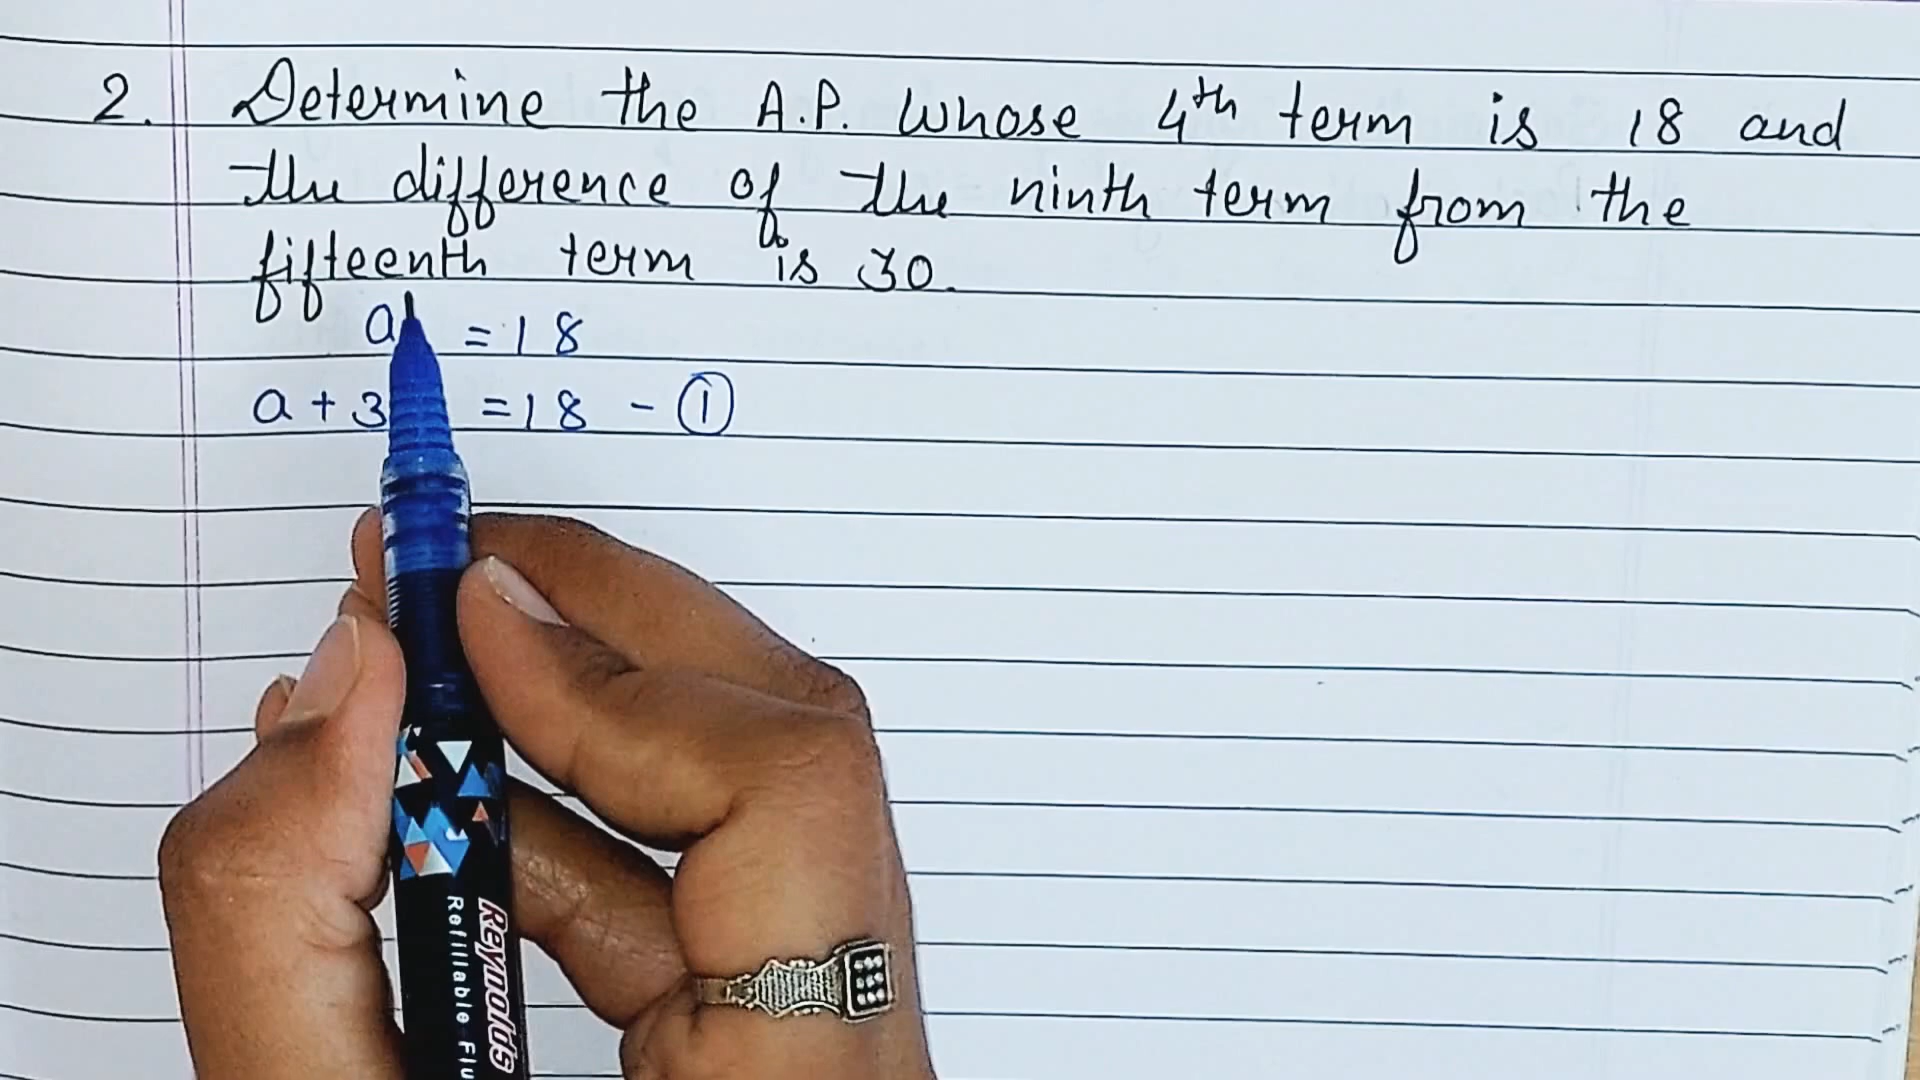 2. Determine the A.P. whose 4th term is 18 and
the difference of the ninth term from the
fifteenth term is 30.
a = 18
a + 3 = 18 - ①
Reynolds
Refillable Flu